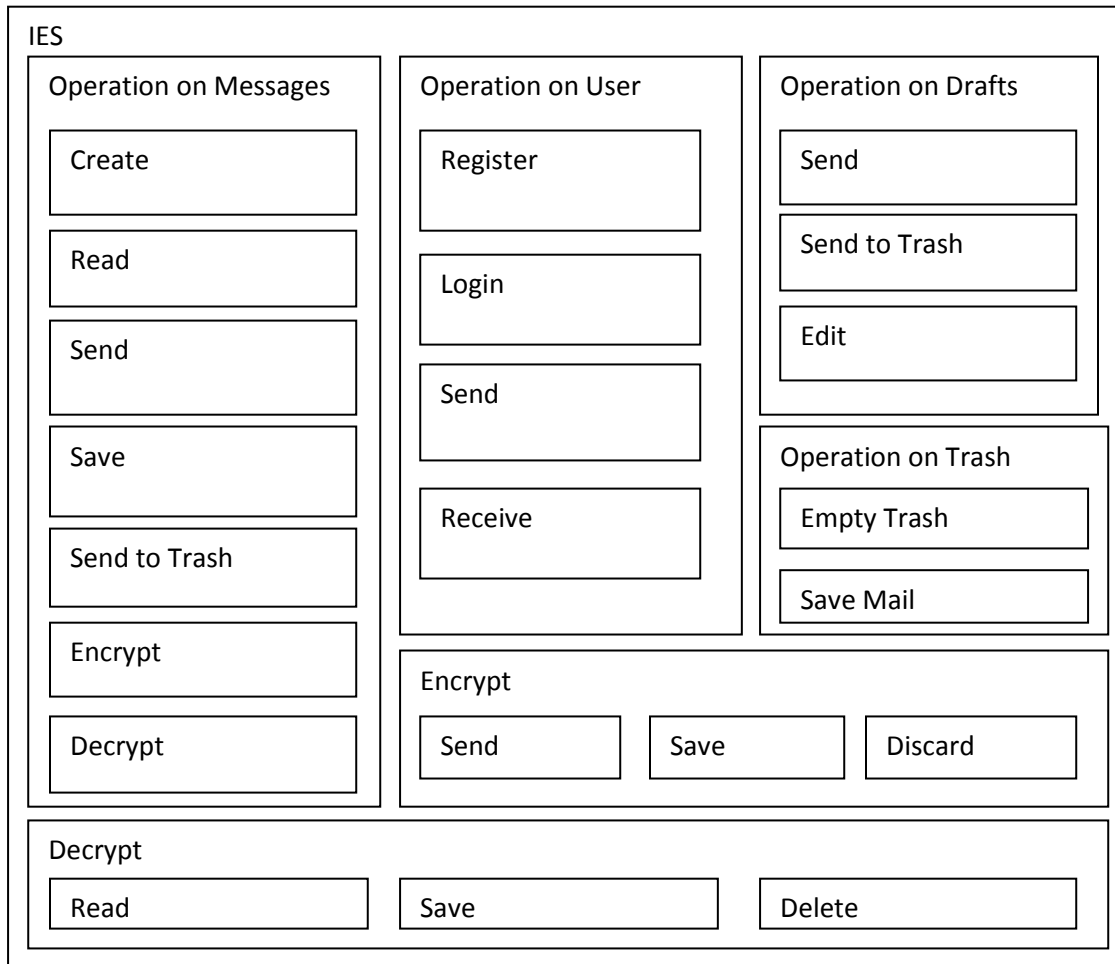 IES
Operation on Messages
Create
Read
Send
Save
Send to Trash
Encrypt
Decrypt
Operation on User
Register
Login
Send
Receive
Operation on Drafts
Send
Send to Trash
Edit
Operation on Trash
Empty Trash
Save Mail
Encrypt
Send
Save
Discard
Decrypt
Read
Save
Delete